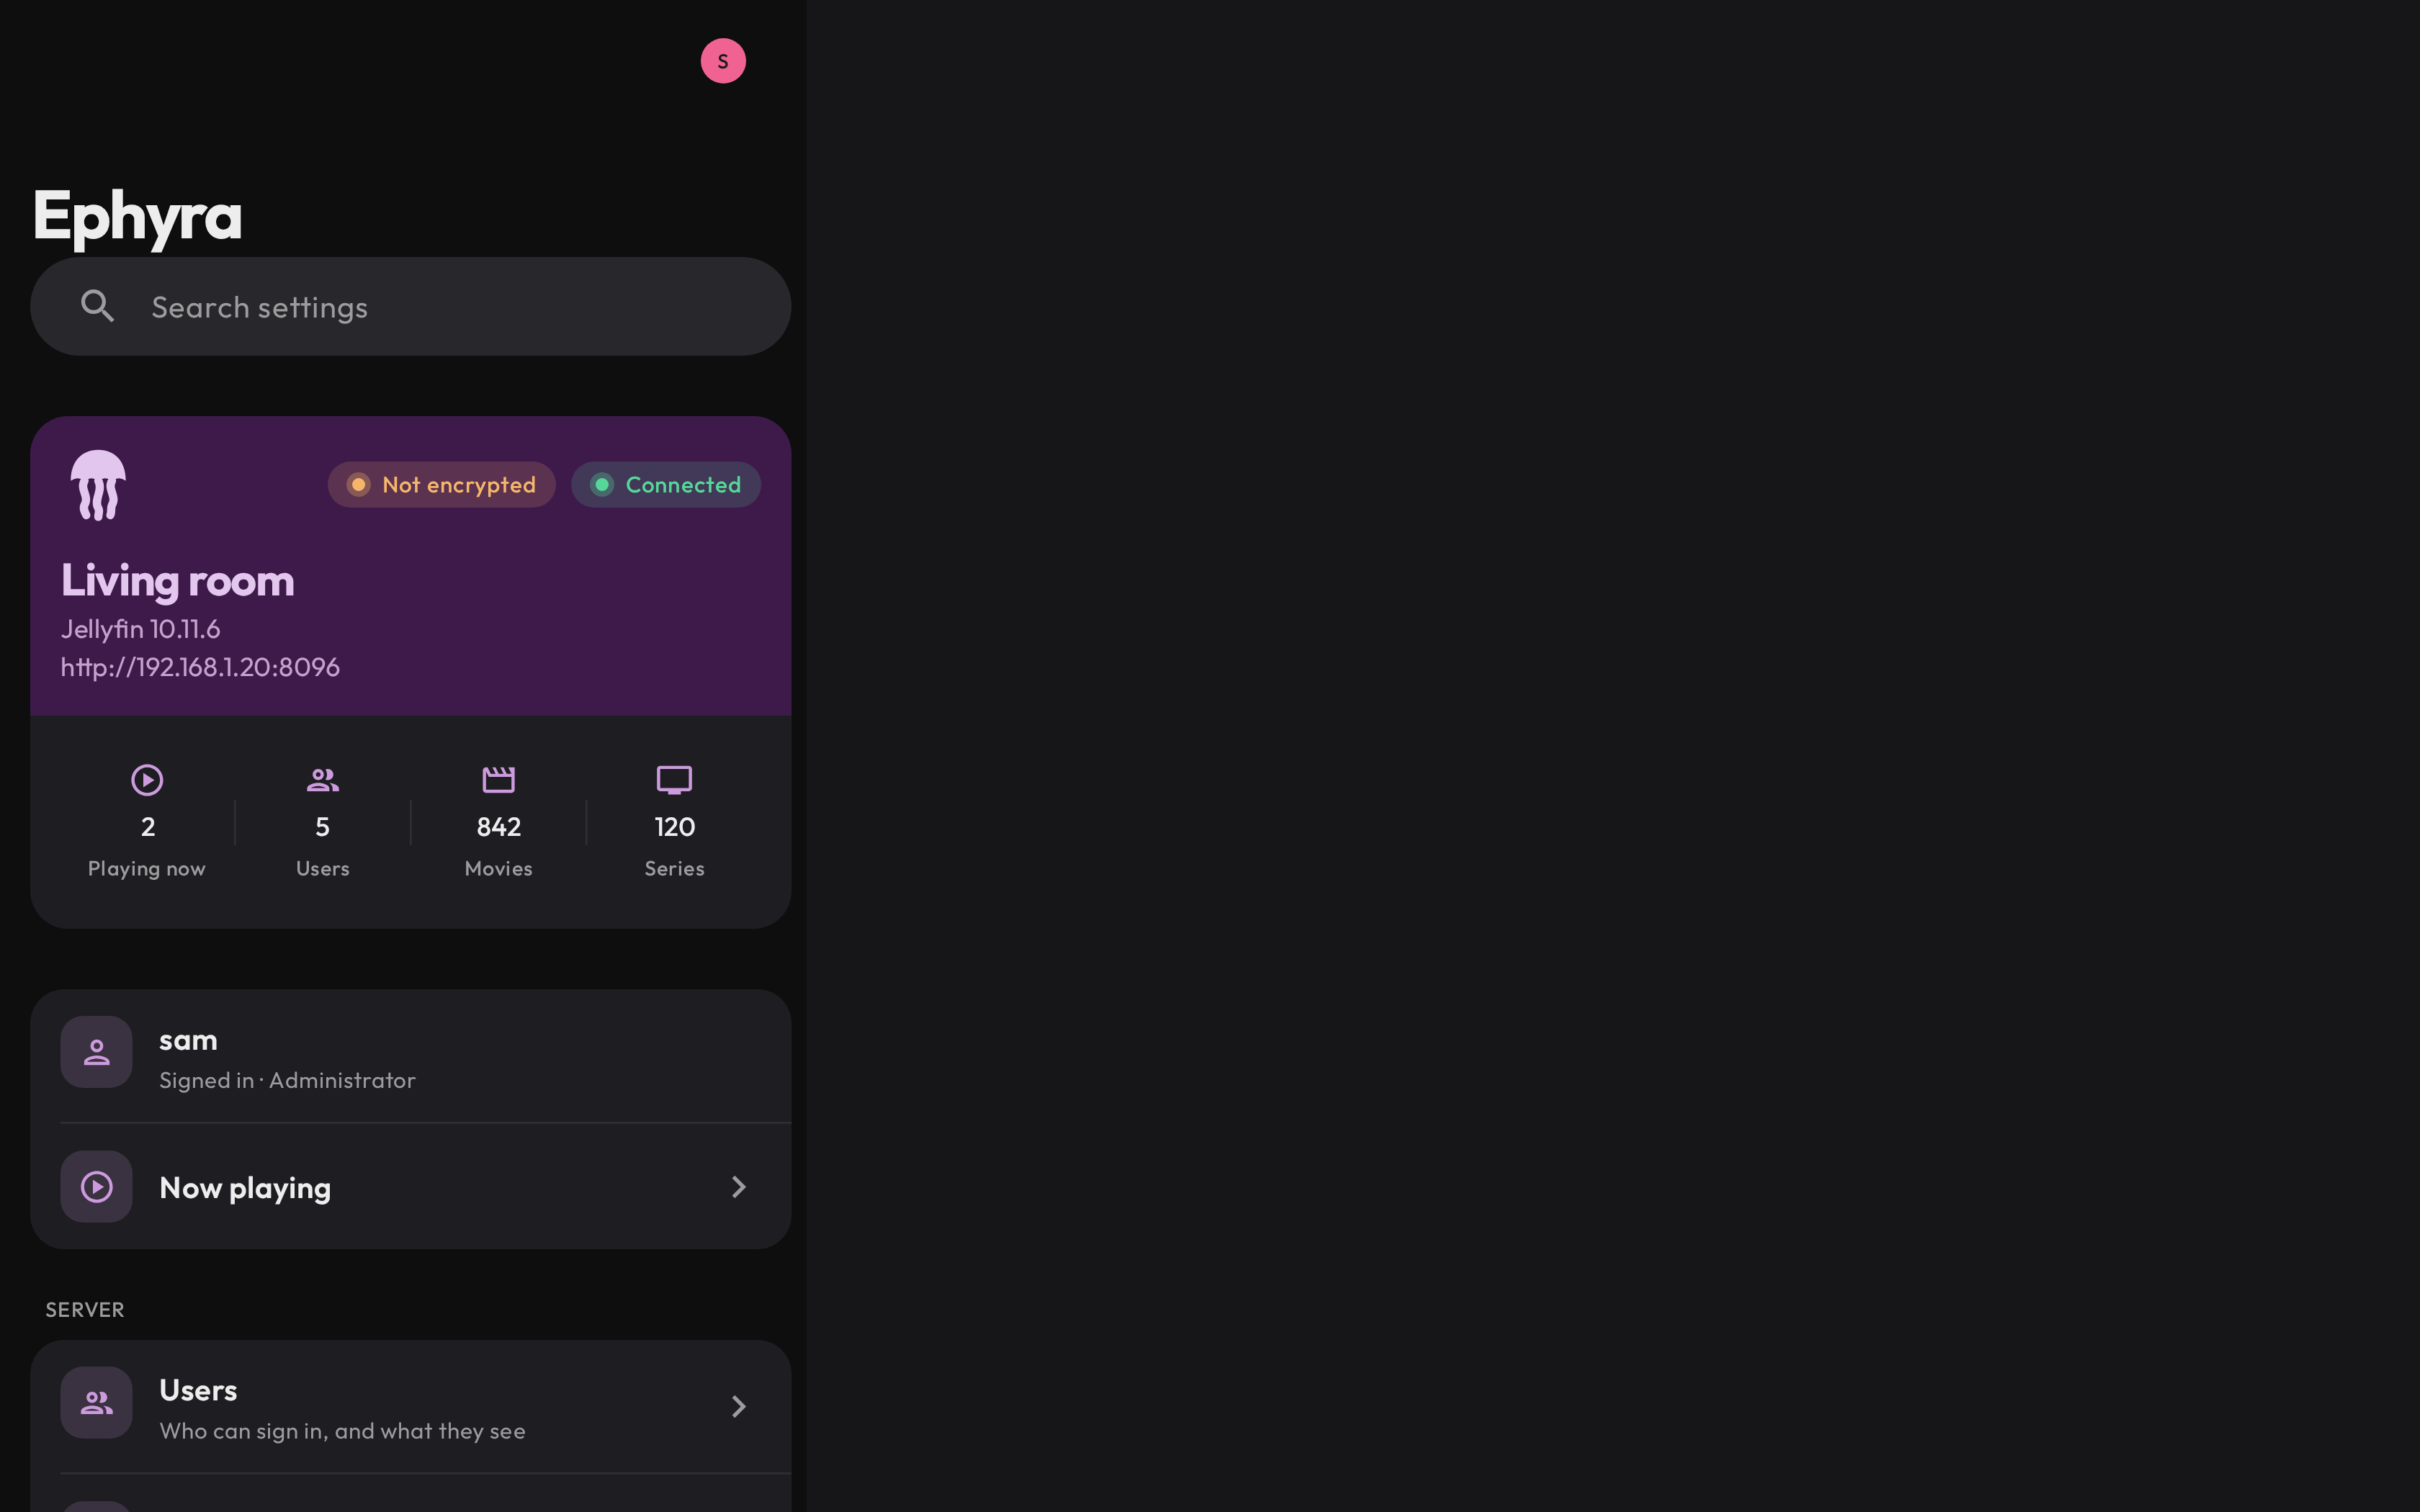 S
Ephyra
Search settings
Not encrypted
Connected
Living room
Jellyfin 10.11.6
http://192.168.1.20:8096
2
5
842
120
Playing now
Users
Movies
Series
sam
Signed in · Administrator
Now playing
SERVER
Users
Who can sign in, and what they see